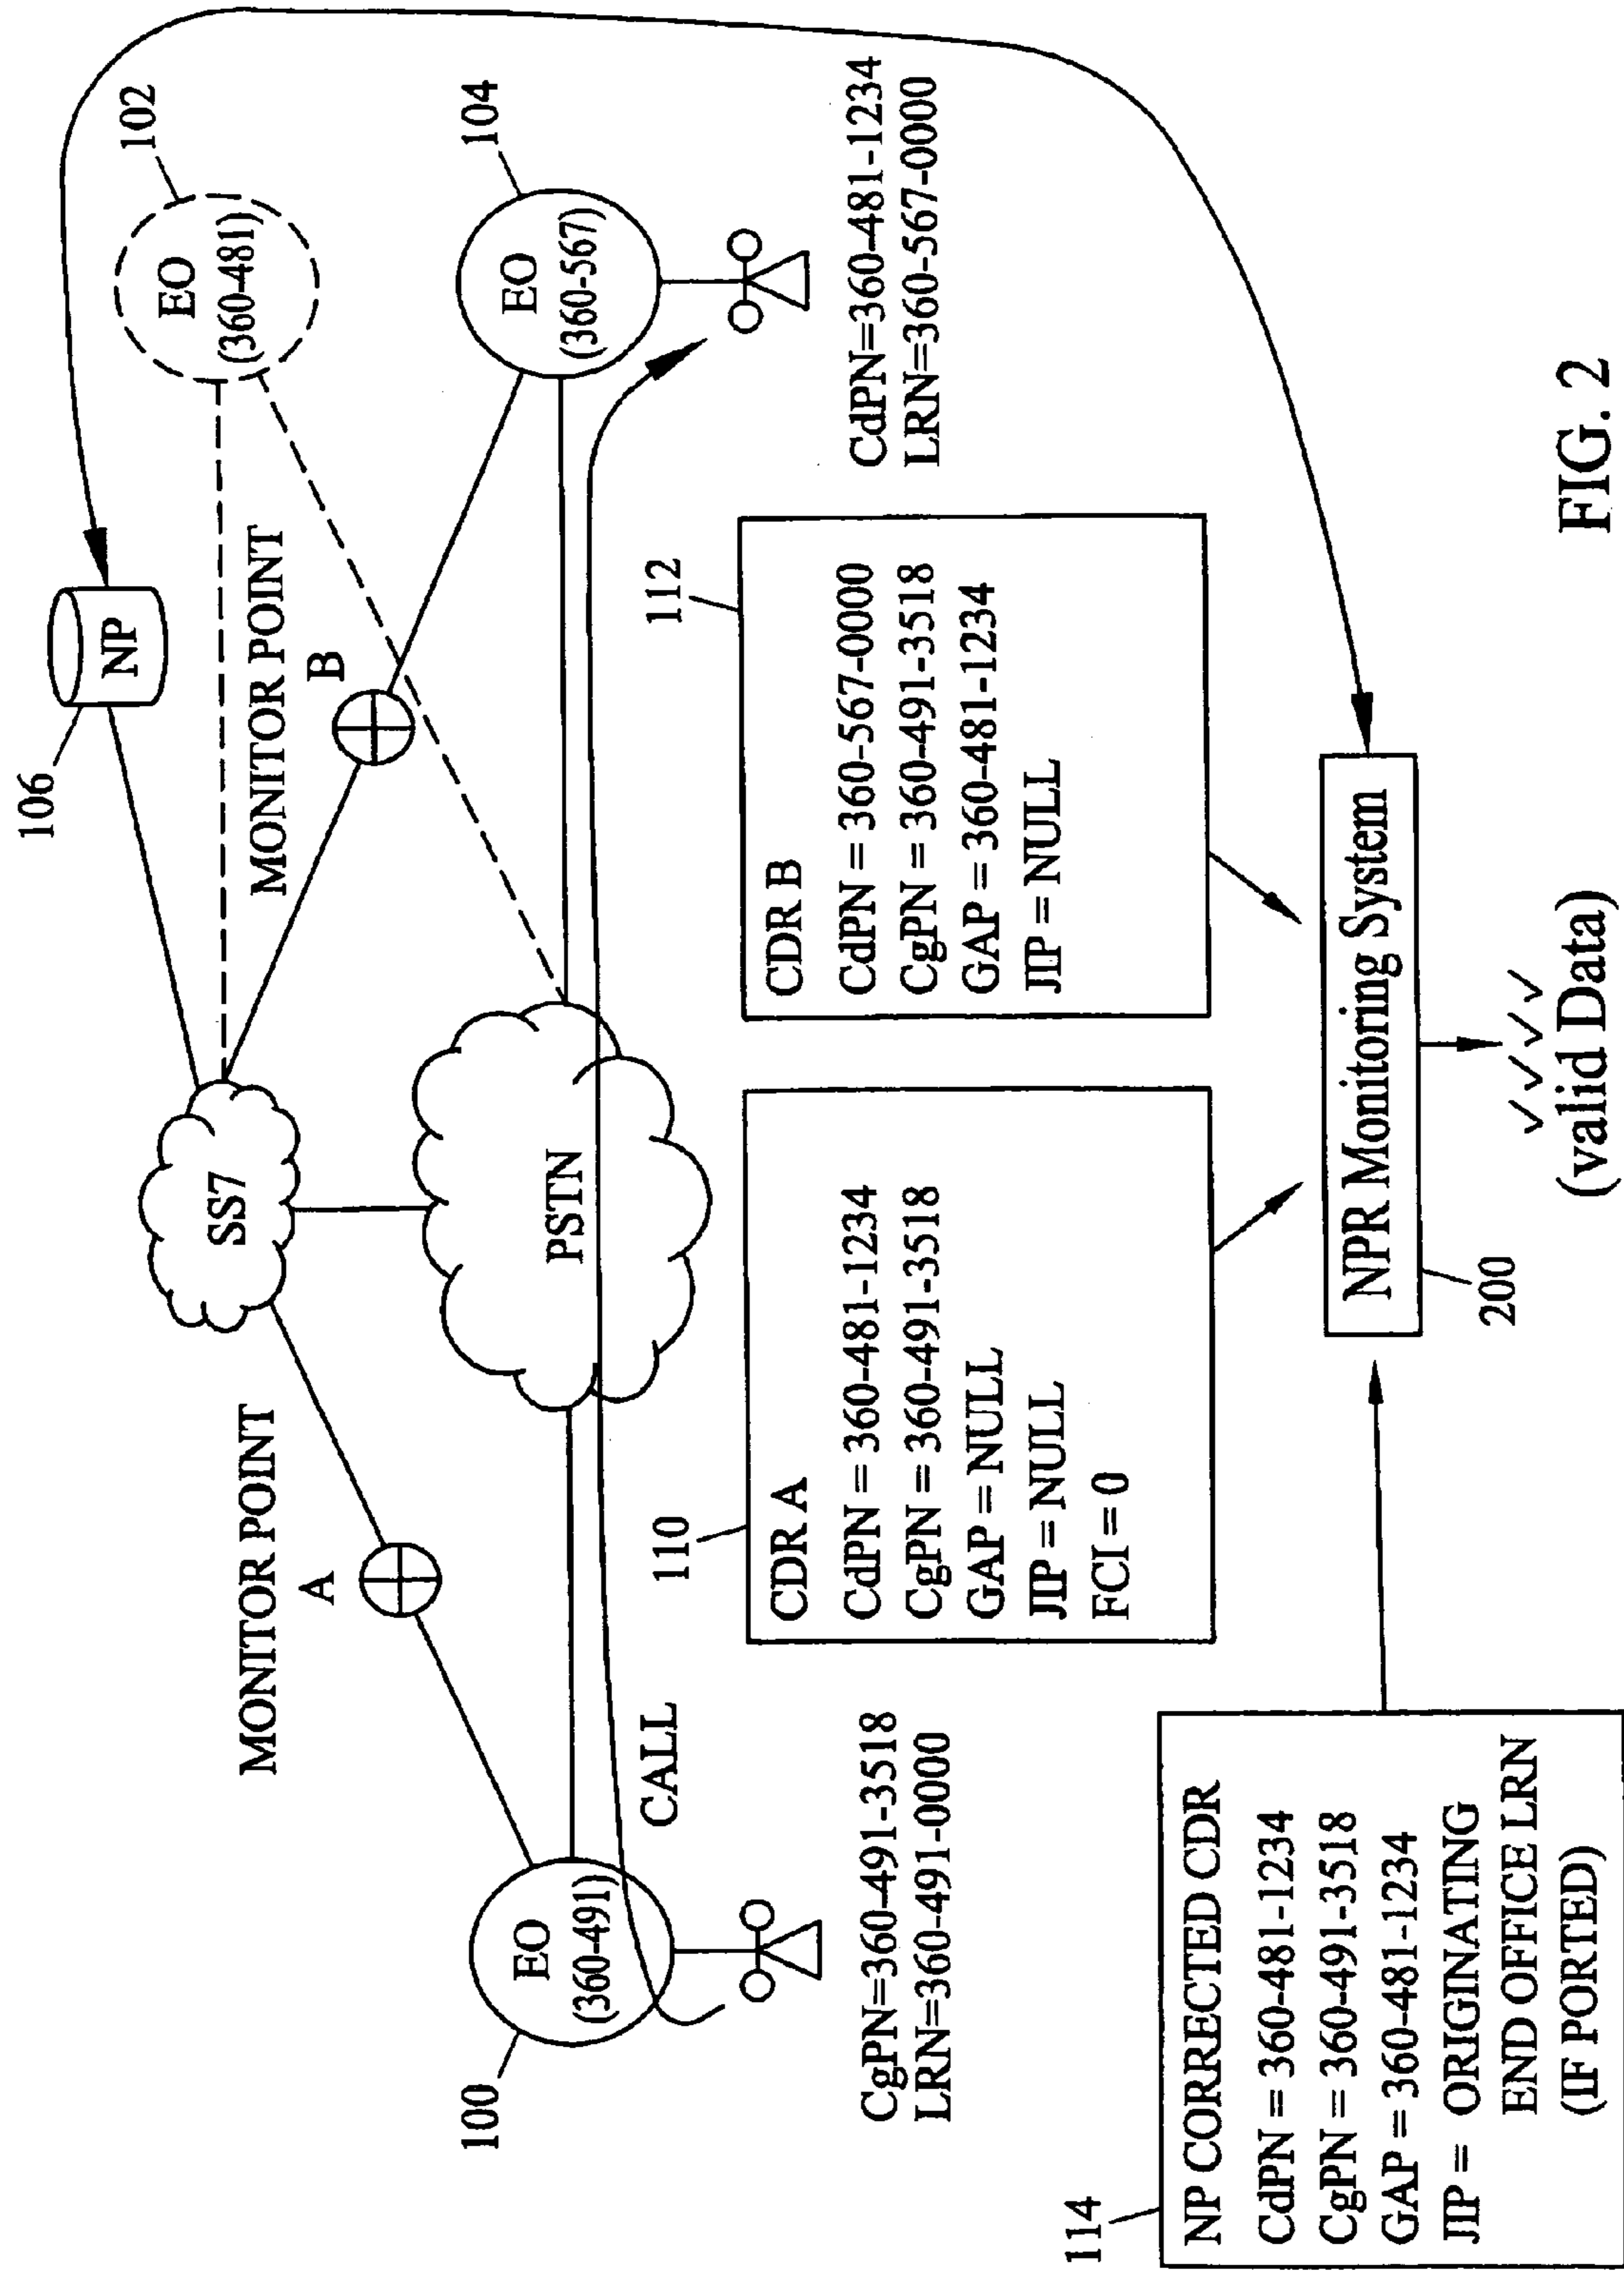 106
NP
102
EO
(360-481)
MONITOR POINT
B
SS7
MONITOR POINT
A
104
EO
(360-567)
CdPN=360-481-1234
LRN=360-567-0000
PSTN
CALL
100
EO
(360-491)
CgPN=360-491-3518
LRN=360-491-0000
110
CDR A
CdPN = 360-481-1234
CgPN = 360-491-3518
GAP = NULL
JIP = NULL
FCI = 0
112
CDR B
CdPN = 360-567-0000
CgPN = 360-491-3518
GAP = 360-481-1234
JIP = NULL
114
NP CORRECTED CDR
CdPN = 360-481-1234
CgPN = 360-491-3518
GAP = 360-481-1234
JIP = ORIGINATING
END OFFICE LRN
(IF PORTED)
NPR Monitoring System
200
✓✓✓✓
(valid Data)
FIG. 2